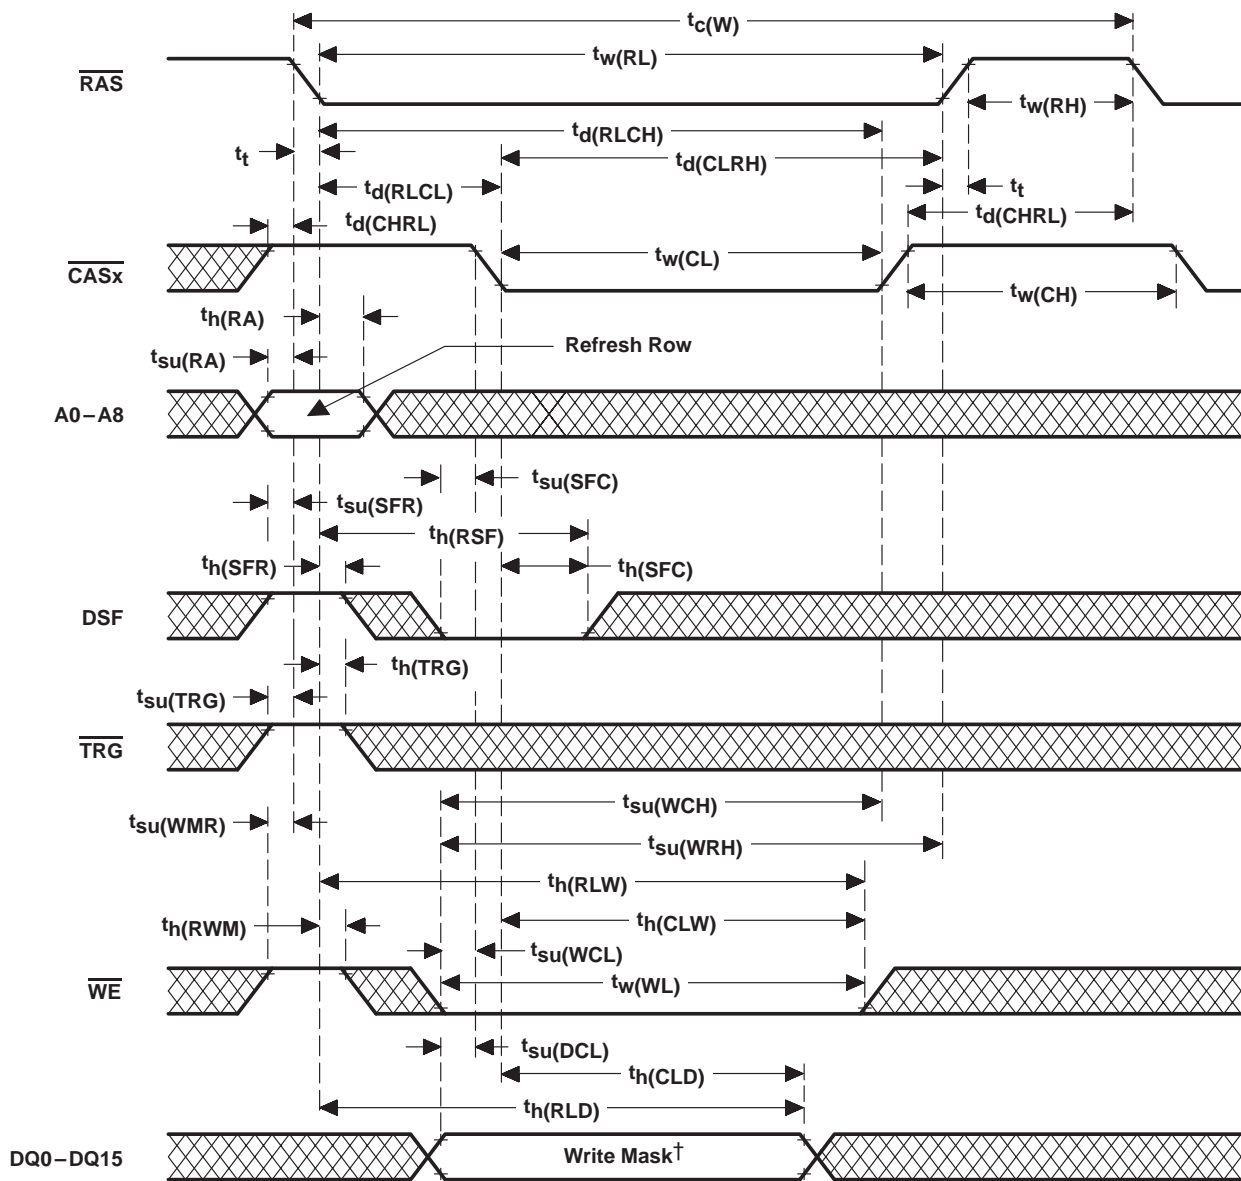 tc(W)
tw(RL)
RAS
tw(RH)
td(RLCH)
tt
td(CLRH)
td(RLCL)
tt
td(CHRL)
td(CHRL)
CASx
tw(CL)
tw(CH)
th(RA)
tsu(RA)
Refresh Row
A0–A8
tsu(SFC)
tsu(SFR)
th(RSF)
th(SFR)
th(SFC)
DSF
th(TRG)
tsu(TRG)
TRG
tsu(WCH)
tsu(WMR)
tsu(WRH)
th(RLW)
th(RWM)
th(CLW)
tsu(WCL)
WE
tw(WL)
tsu(DCL)
th(CLD)
th(RLD)
DQ0–DQ15
Write Mask†